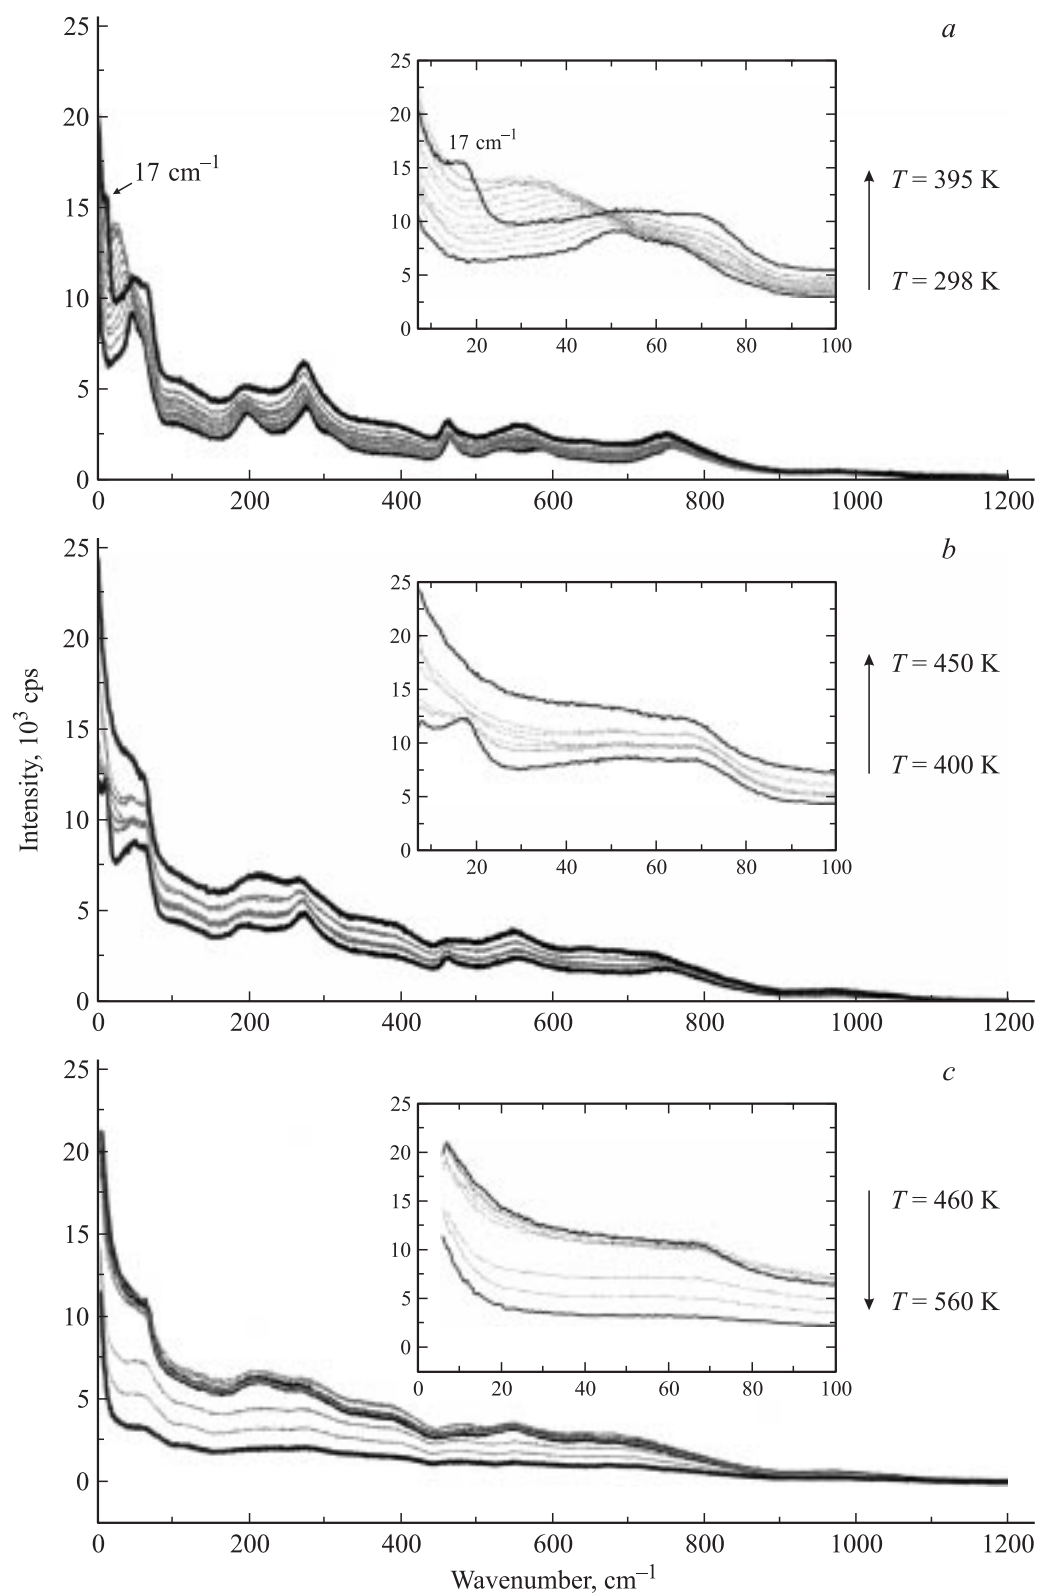 a
25
20
15
10
5
0
17 cm⁻¹
25
20
15
10
5
0
17 cm⁻¹
20 40 60 80 100
T = 395 K
T = 298 K
0 200 400 600 800 1000 1200
b
25
20
15
10
5
0
25
20
15
10
5
0
20 40 60 80 100
T = 450 K
T = 400 K
0 200 400 600 800 1000 1200
Intensity, 10³ cps
c
25
20
15
10
5
0
25
20
15
10
5
0
0 20 40 60 80 100
T = 460 K
T = 560 K
0 200 400 600 800 1000 1200
Wavenumber, cm⁻¹